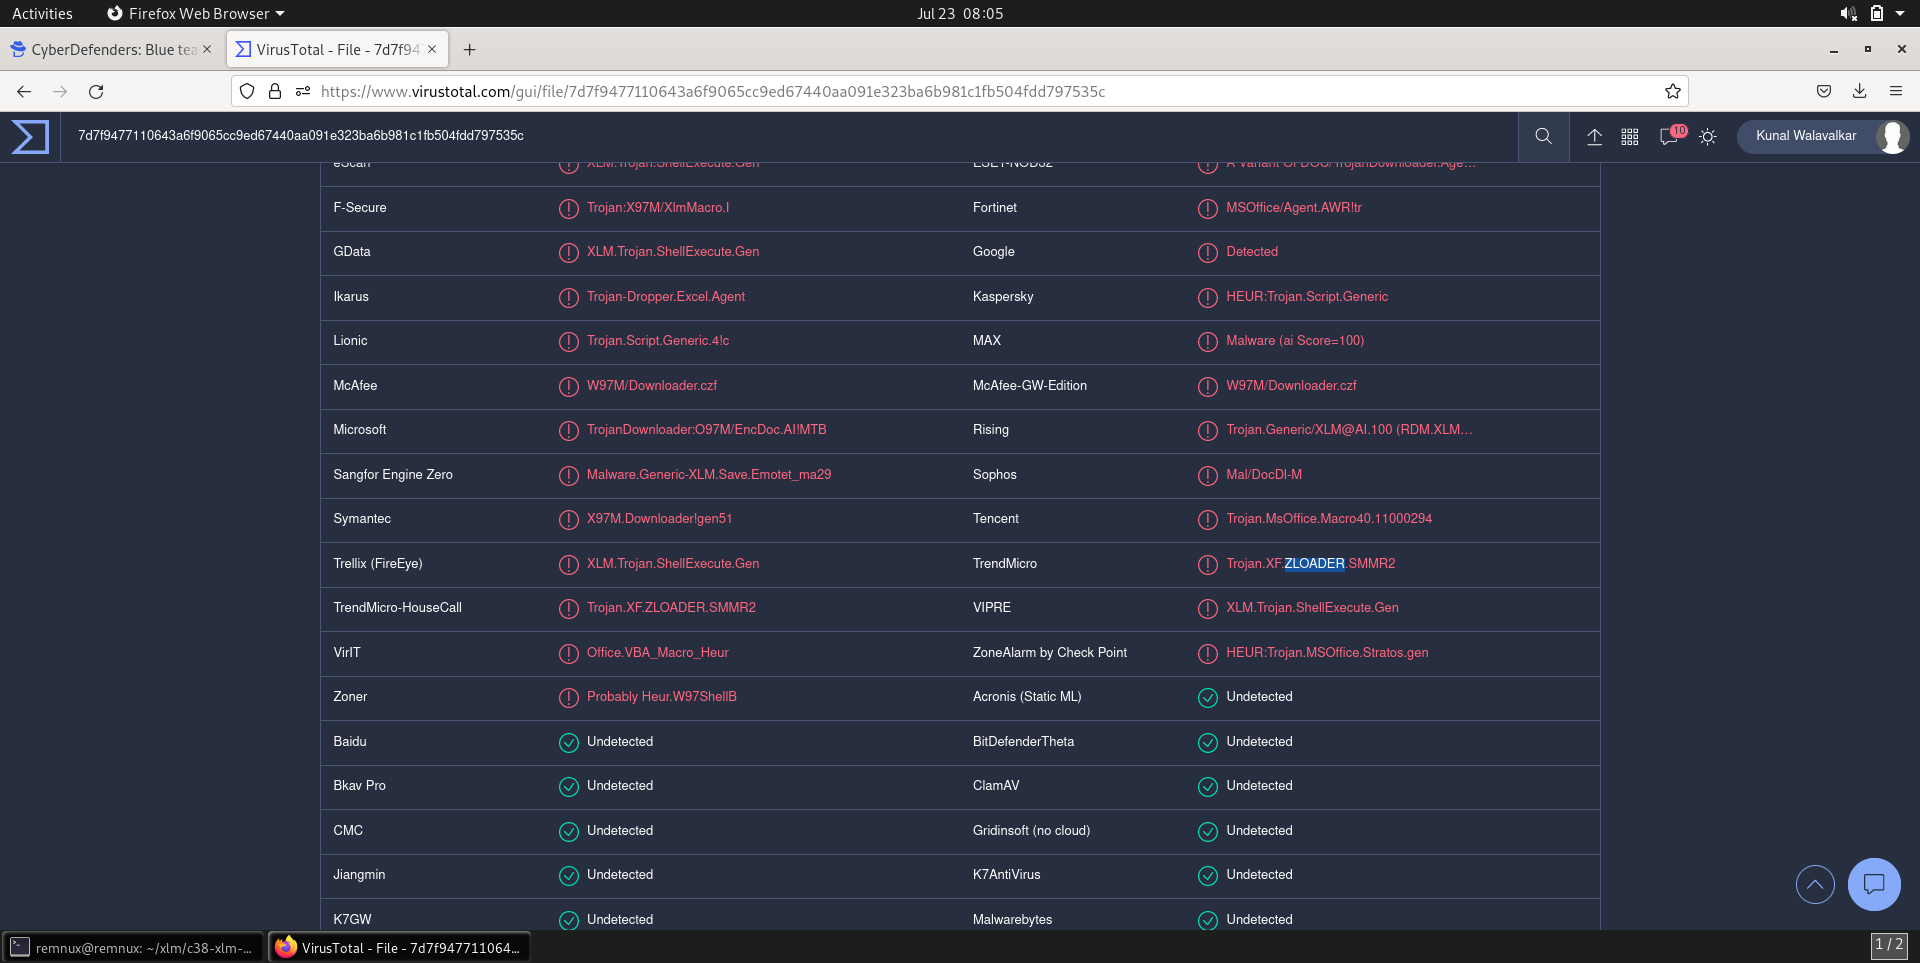 Activities Firefox Web Browser Jul 23 08:05
CyberDefenders: Blue tea VirusTotal - File - 7d7f947
https://www.virustotal.com/gui/file/7d7f9477110643a6f9065cc9ed67440aa091e323ba6b981c1fb504fdd797535c
7d7f9477110643a6f9065cc9ed67440aa091e323ba6b981c1fb504fdd797535c 10 Kunal Walavalkar
eScan XLM.Trojan.ShellExecute.Gen ESET-NOD32 A Variant Of DOC/TrojanDownloader.Age...
F-Secure Trojan:X97M/XlmMacro.I Fortinet MSOffice/Agent.AWR!tr
GData XLM.Trojan.ShellExecute.Gen Google Detected
Ikarus Trojan-Dropper.Excel.Agent Kaspersky HEUR:Trojan.Script.Generic
Lionic Trojan.Script.Generic.4!c MAX Malware (ai Score=100)
McAfee W97M/Downloader.czf McAfee-GW-Edition W97M/Downloader.czf
Microsoft TrojanDownloader:O97M/EncDoc.AI!MTB Rising Trojan.Generic/XLM@AI.100 (RDM.XLM...
Sangfor Engine Zero Malware.Generic-XLM.Save.Emotet_ma29 Sophos Mal/DocDl-M
Symantec X97M.Downloader!gen51 Tencent Trojan.MsOffice.Macro40.11000294
Trellix (FireEye) XLM.Trojan.ShellExecute.Gen TrendMicro Trojan.XF.ZLOADER.SMMR2
TrendMicro-HouseCall Trojan.XF.ZLOADER.SMMR2 VIPRE XLM.Trojan.ShellExecute.Gen
VirIT Office.VBA_Macro_Heur ZoneAlarm by Check Point HEUR:Trojan.MSOffice.Stratos.gen
Zoner Probably Heur.W97ShellB Acronis (Static ML) Undetected
Baidu Undetected BitDefenderTheta Undetected
Bkav Pro Undetected ClamAV Undetected
CMC Undetected Gridinsoft (no cloud) Undetected
Jiangmin Undetected K7AntiVirus Undetected
K7GW Undetected Malwarebytes Undetected
remnux@remnux: ~/xlm/c38-xlm-... VirusTotal - File - 7d7f947711064... 1 / 2